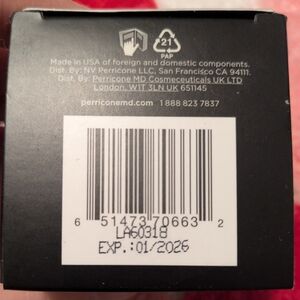 21
PAP
Made in USA of foreign and domestic components.
Dist. By: NV Perricone LLC, San Francisco CA 94111.
Dist. By: Perricone MD Cosmeceuticals UK LTD
London, W1T 3LN UK 651145
perriconemd.com 1 888 823 7837
6 51473 70663 2
LA60318
EXP.:01/2026